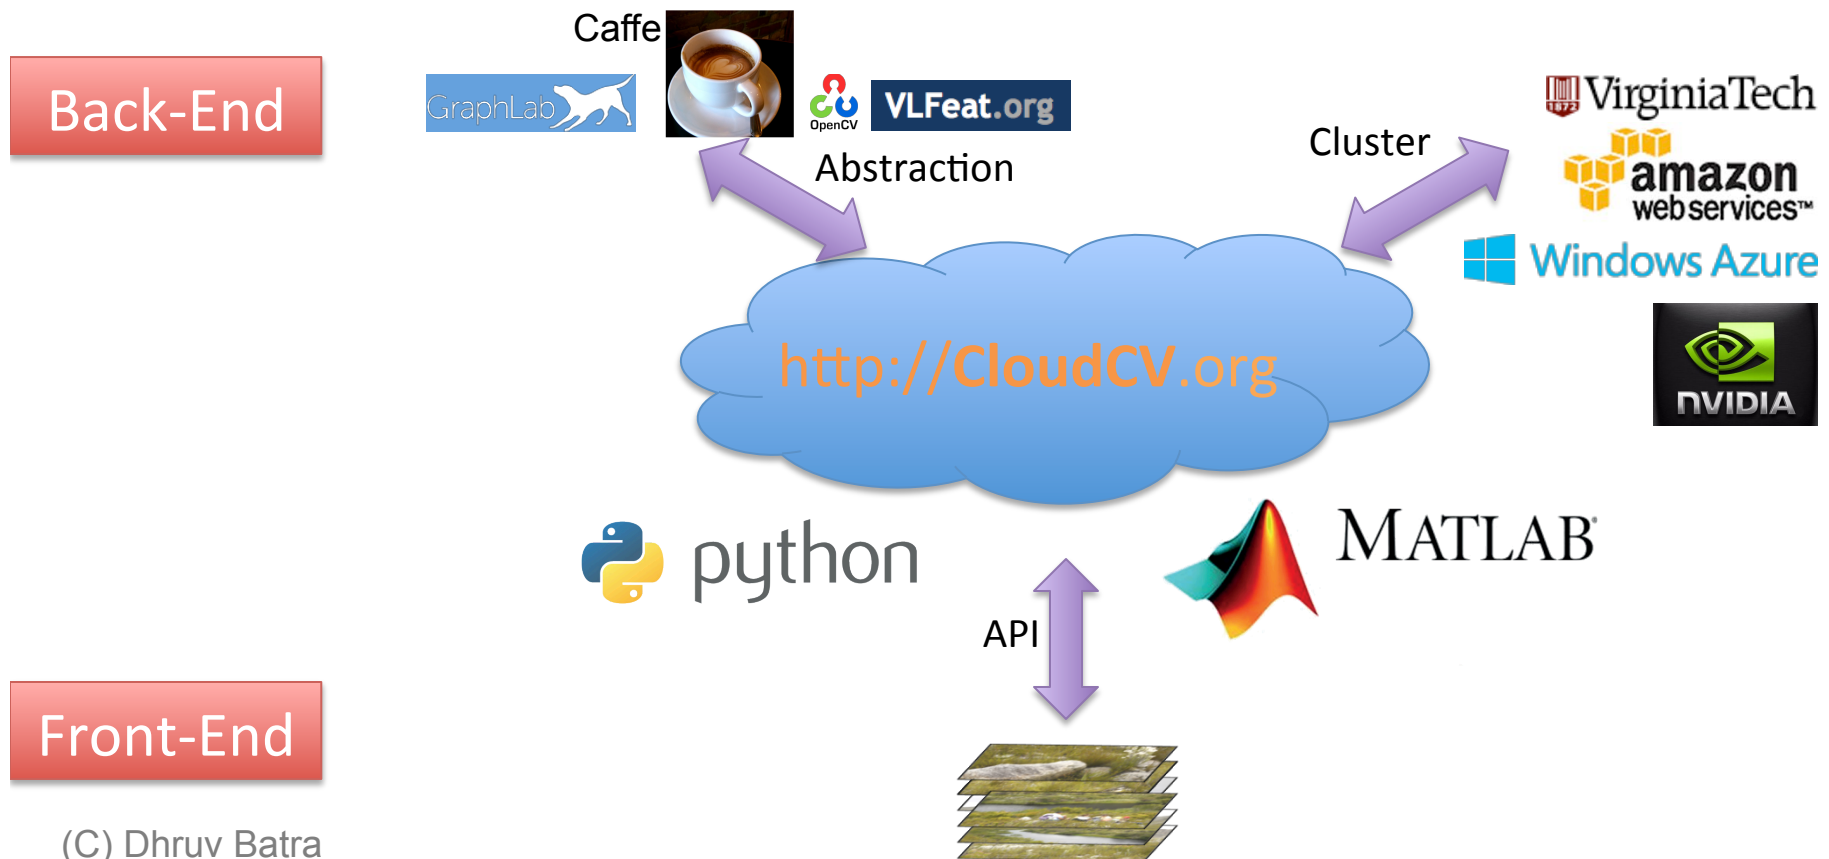 Caffe
Back-End
GraphLab
OpenCV
VLFeat.org
VirginiaTech
1872
Abstraction
Cluster
amazon
webservices™
Windows Azure
http://CloudCV.org
NVIDIA
python
MATLAB®
API
Front-End
(C) Dhruv Batra